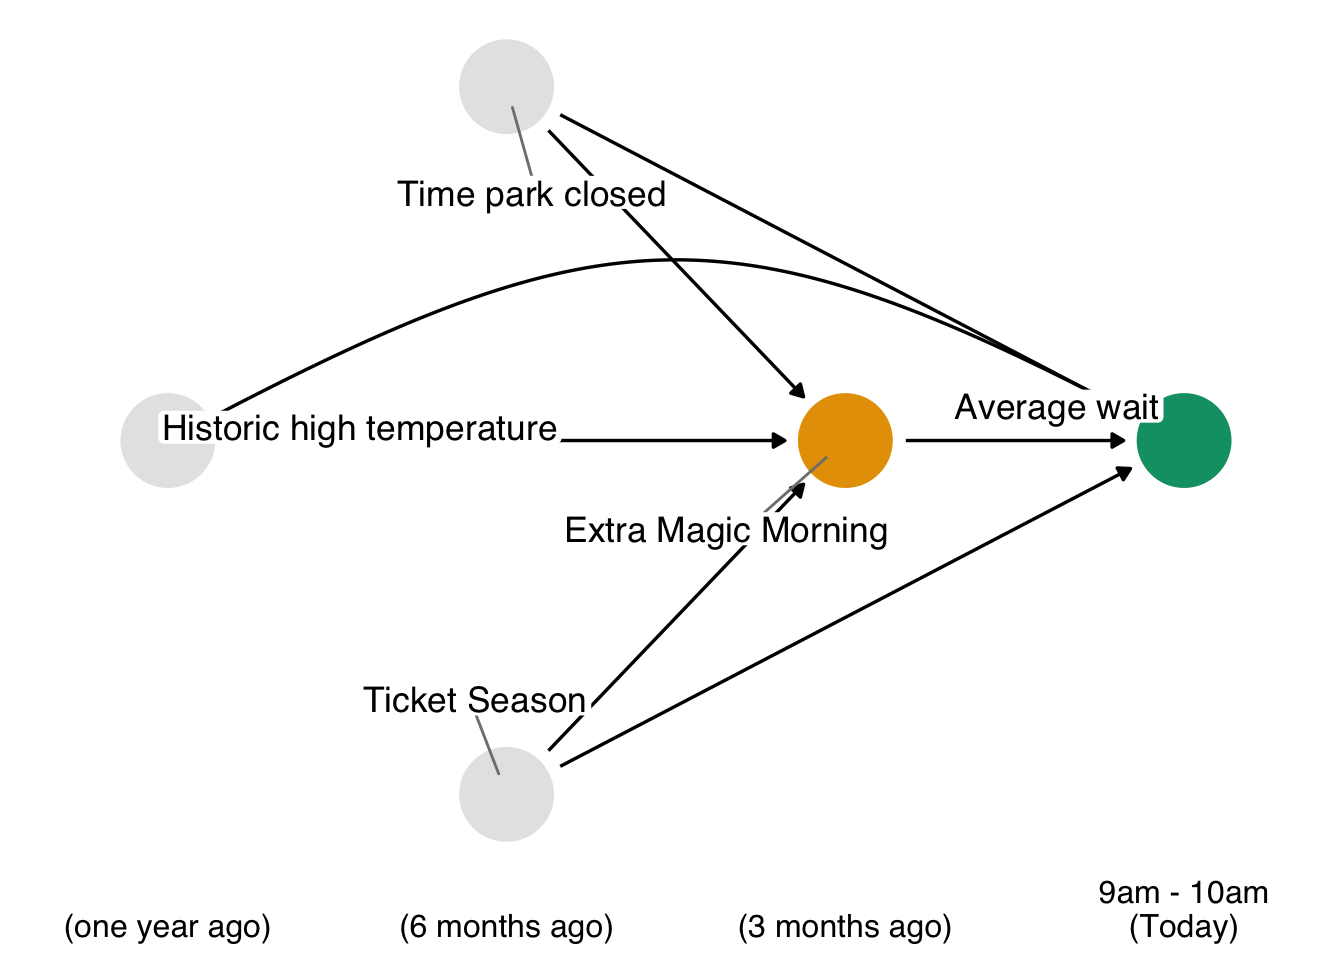 Time park closed
Average wait
Historic high temperature
Extra Magic Morning
Ticket Season
9am - 10am
(one year ago)
(6 months ago)
(3 months ago)
(Today)